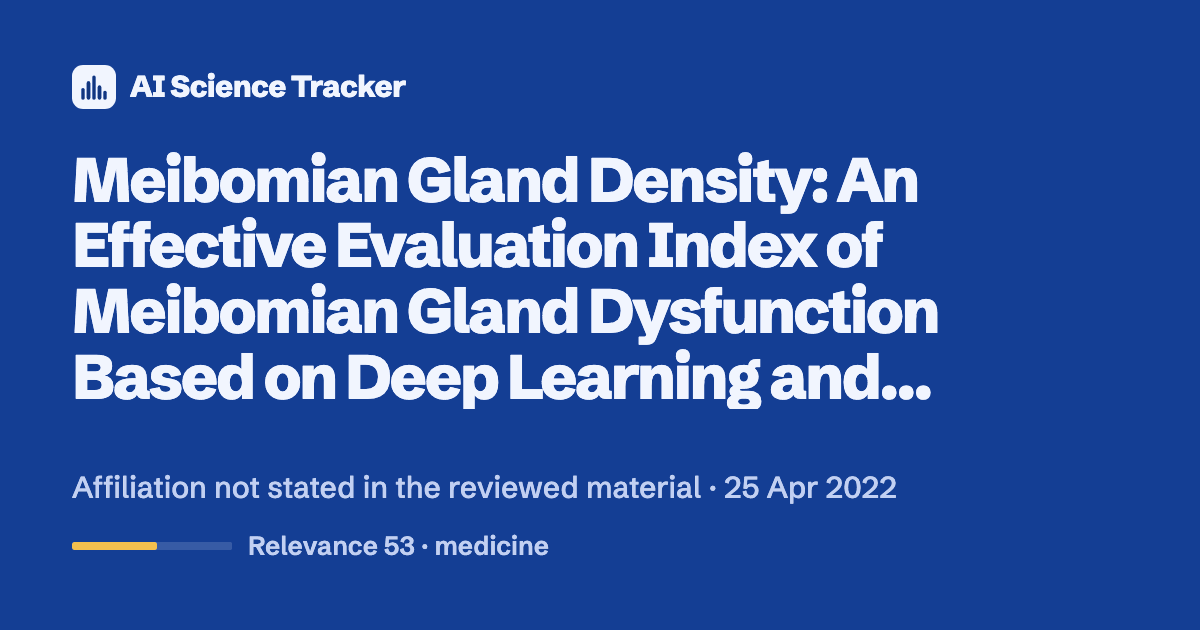 AI Science Tracker
Meibomian Gland Density: An
Effective Evaluation Index of
Meibomian Gland Dysfunction
Based on Deep Learning and...
Affiliation not stated in the reviewed material · 25 Apr 2022
Relevance 53 · medicine